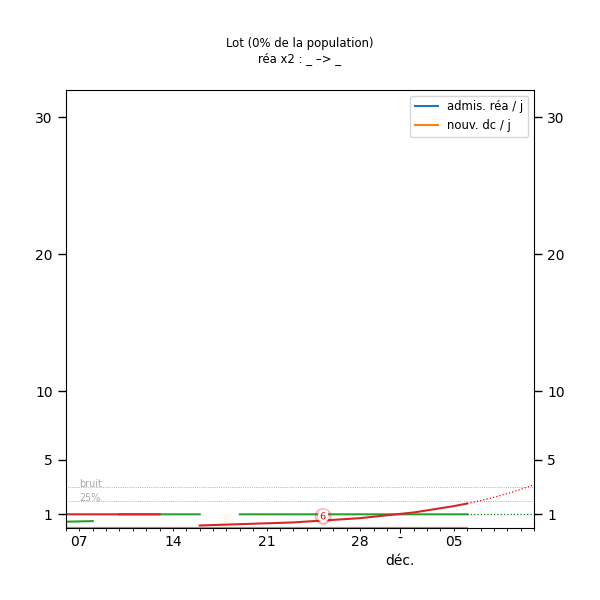 Lot (0% de la population)
réa x2 : _ –> _
admis. réa / j
nouv. dc / j
30 30
20 20
10 10
5 5
bruit
25%
1 6 1
07 14 21 28 - 05
déc.